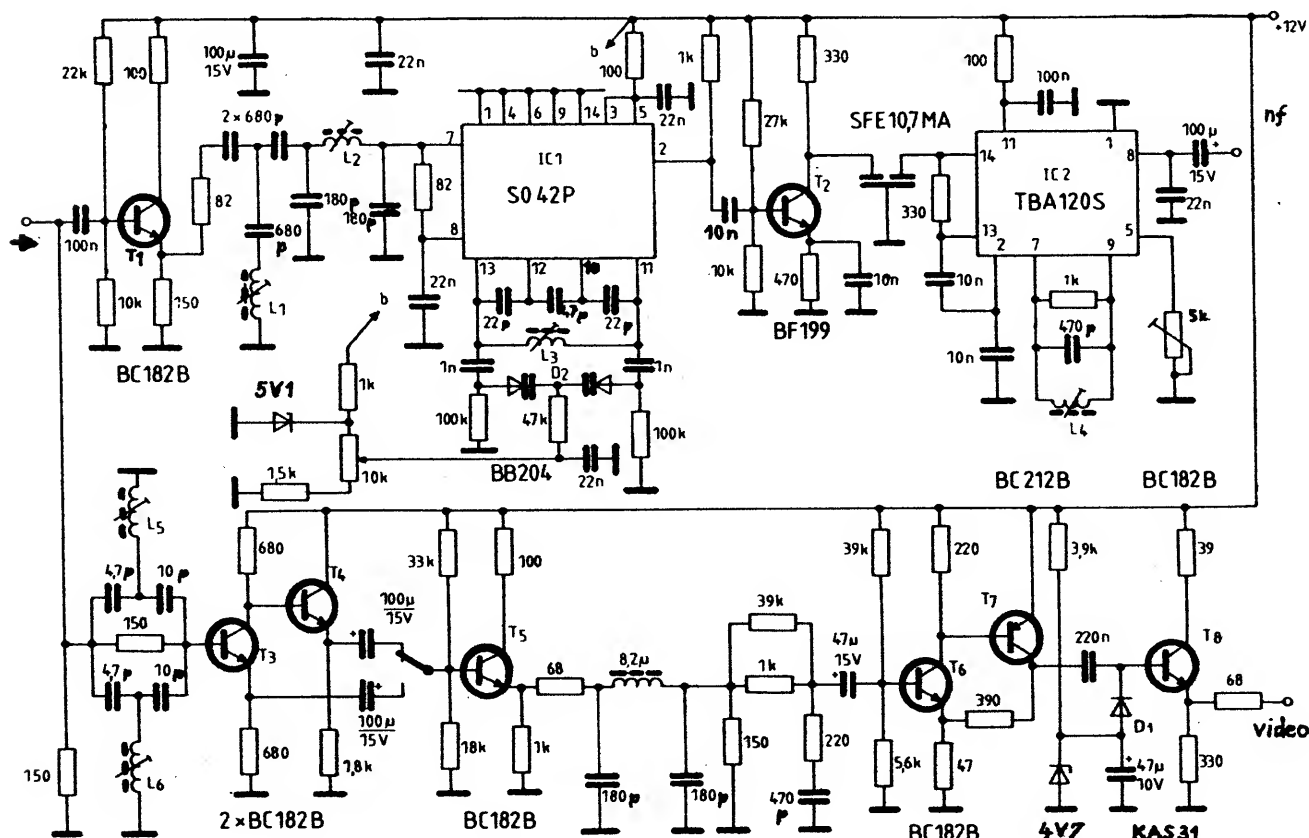 +12V
22k
100
100µ
15V
22n
b
100
1k
330
100
100n
22n
2×680p
L2
1 4 6 9 14 3 5
7
2
IC1
SO42P
82
180p
180p
82
8
27k
SFE10,7MA
nf
11
1
14
8
IC2
TBA120S
100µ
15V
22n
T2
330
13
2
7
9
5
100n
T1
680p
L1
10k
150
BC182B
22n
13 12 10 11
22p
47p
22p
L3
1n
D2
1n
10n
10k
470
10n
BF199
10n
10n
1k
470p
L4
5k
b
5V1
1k
10k
1,5k
100k
47k
100k
BB204
22n
BC212B
BC182B
L5
4,7p
10p
150
4,7p
10p
L6
150
680
T4
T3
680
1,8k
2×BC182B
100µ
15V
100µ
15V
33k
100
T5
18k
1k
BC182B
68
8,2µ
180p
180p
39k
1k
150
220
470p
47µ
15V
39k
220
T6
5,6k
47
BC182B
T7
390
3,9k
220n
4V7
D1
47µ
10V
KAS31
39
T8
330
68
video